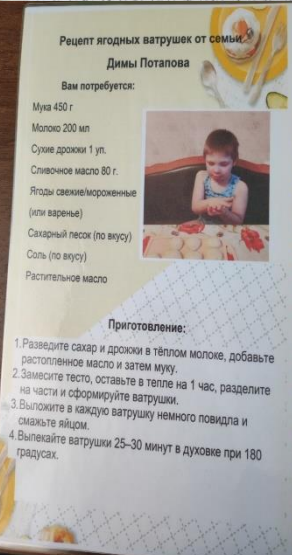 Рецепт ягодных ватрушек от семьи
Димы Потапова
Вам потребуется:
Мука 450 г
Молоко 200 мл
Сухие дрожжи 1 уп.
Сливочное масло 80 г.
Ягоды свежие/мороженные
(или варенье)
Сахарный песок (по вкусу)
Соль (по вкусу)
Растительное масло
Приготовление:
1.Разведите сахар и дрожжи в тёплом молоке, добавьте
растопленное масло и затем муку.
2.Замесите тесто, оставьте в тепле на 1 час, разделите
на части и сформируйте ватрушки.
3.Выложите в каждую ватрушку немного повидла и
смажьте яйцом.
4.Выпекайте ватрушки 25–30 минут в духовке при 180
градусах.